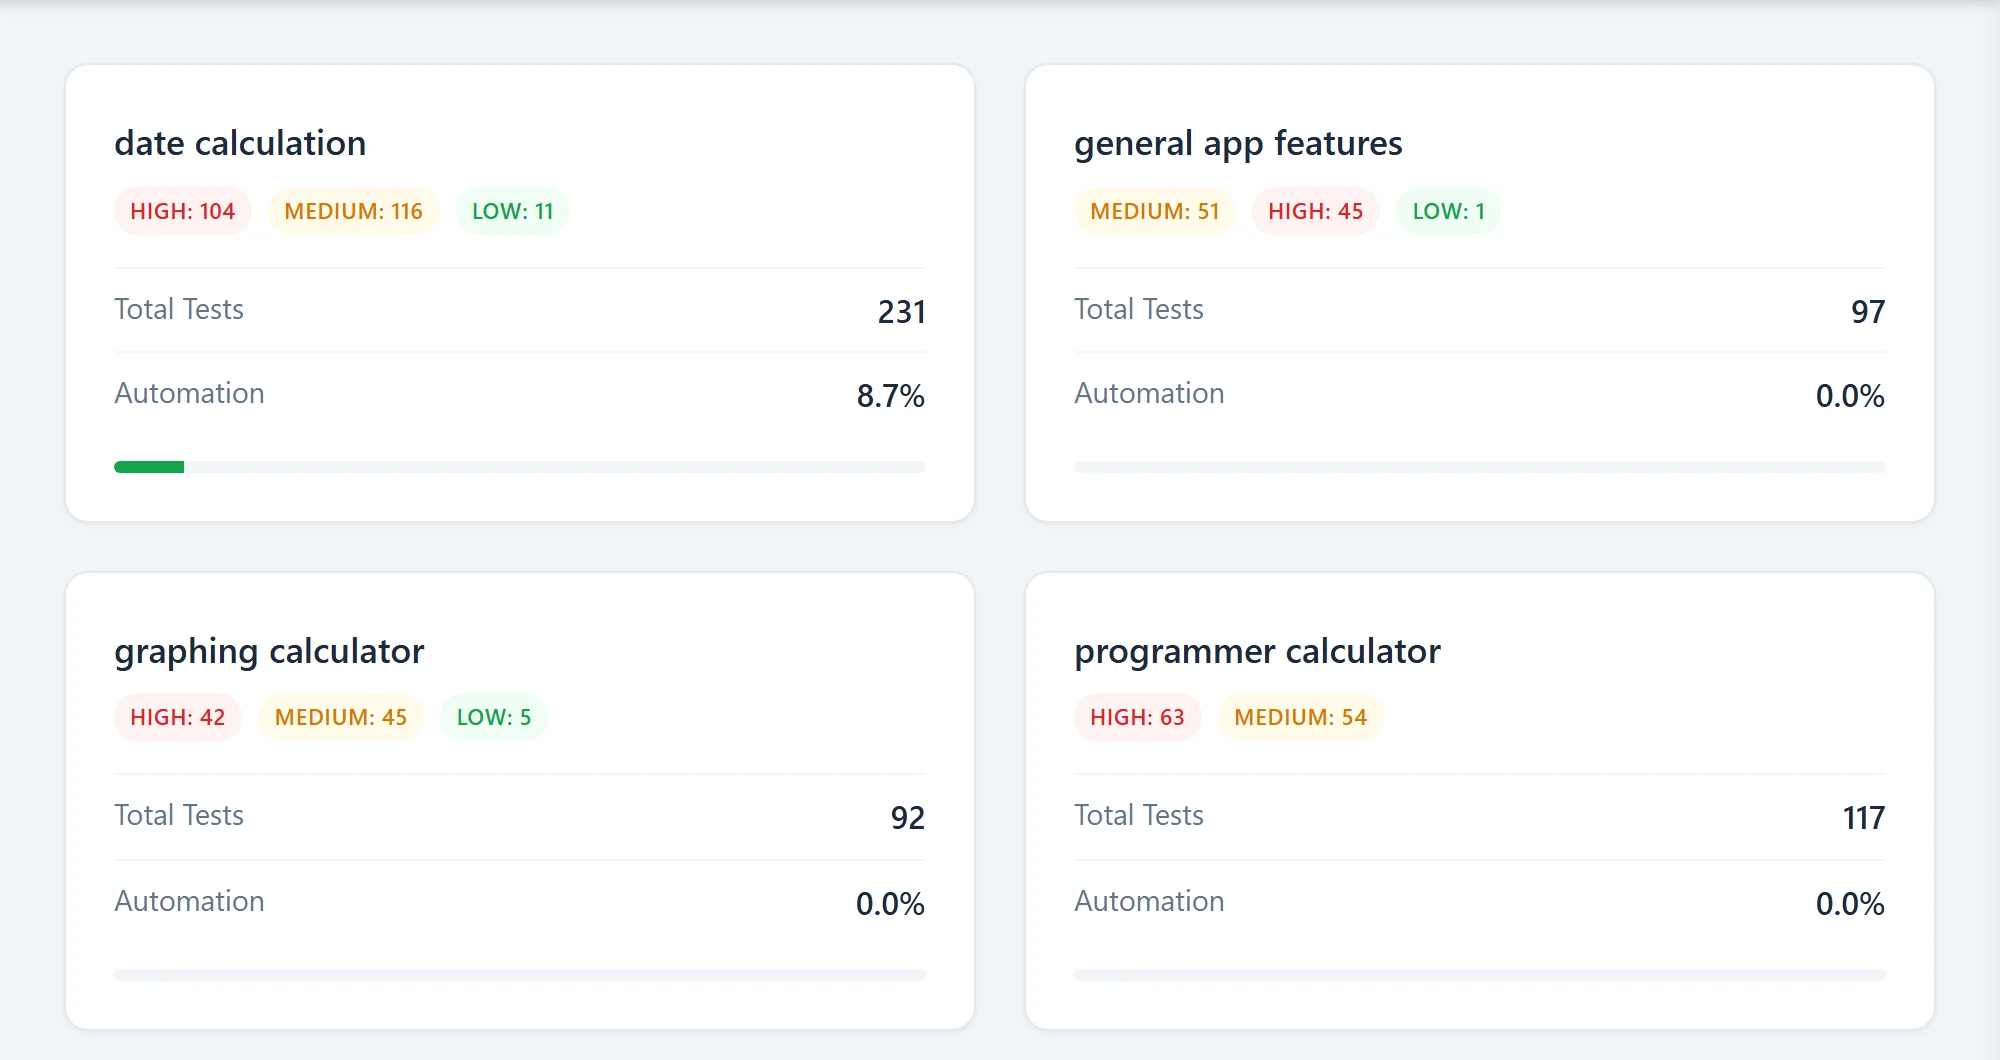 date calculation
HIGH: 104 MEDIUM: 116 LOW: 11
Total Tests 231
Automation 8.7%
general app features
MEDIUM: 51 HIGH: 45 LOW: 1
Total Tests 97
Automation 0.0%
graphing calculator
HIGH: 42 MEDIUM: 45 LOW: 5
Total Tests 92
Automation 0.0%
programmer calculator
HIGH: 63 MEDIUM: 54
Total Tests 117
Automation 0.0%